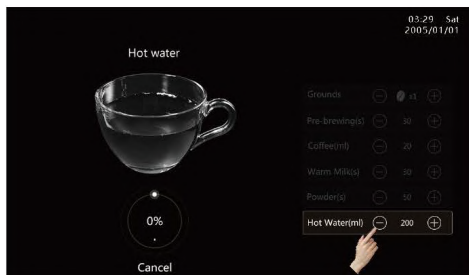 03:29 Sat
2005/01/01
Hot water
Grounds x1
Pre-brewing(s) 30
Coffee(ml) 20
Warm Milk(s) 30
Powder(s) 50
Hot Water(ml) 200
0%
Cancel